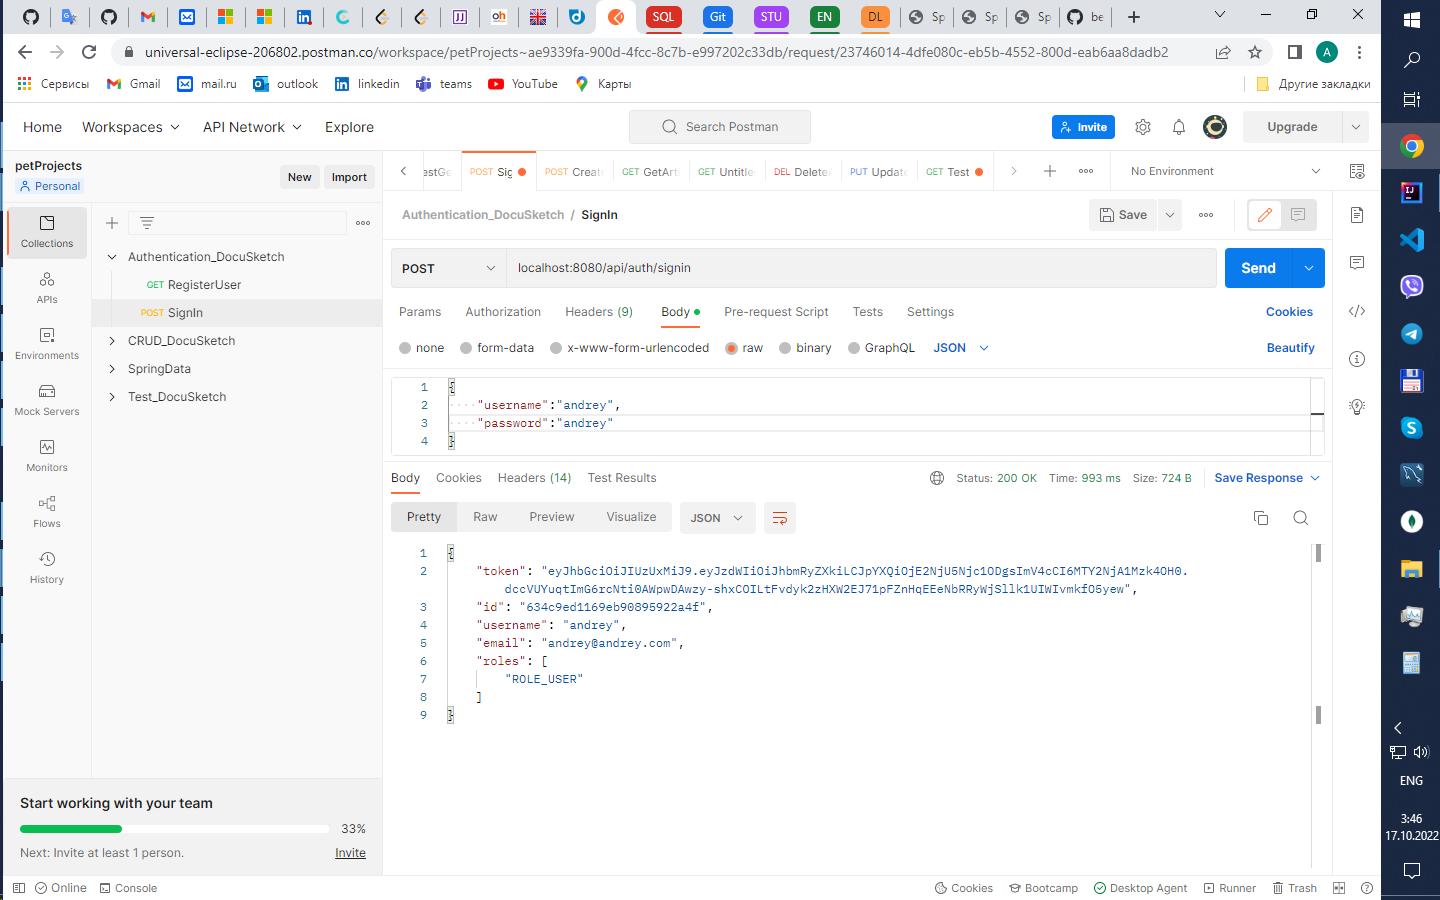 SQL
Git
STU
EN
DL
Sp
Sp
Sp
be
universal-eclipse-206802.postman.co/workspace/petProjects~ae9339fa-900d-4fcc-8c7b-e997202c33db/request/23746014-4dfe080c-eb5b-4552-800d-eab6aa8dadb2
A
Сервисы Gmail mail.ru outlook linkedin teams YouTube Карты Другие закладки
Home Workspaces API Network Explore Search Postman Invite Upgrade
petProjects
Personal
New Import
estGe POST Sig POST Creat GET GetArt GET Untitle DEL DeleteA PUT Updat GET Test No Environment
Collections
APIs
Environments
Mock Servers
Monitors
Flows
History
Authentication_DocuSketch
GET RegisterUser
POST SignIn
CRUD_DocuSketch
SpringData
Test_DocuSketch
Authentication_DocuSketch / SignIn Save
POST localhost:8080/api/auth/signin Send
Params Authorization Headers (9) Body Pre-request Script Tests Settings Cookies
none form-data x-www-form-urlencoded raw binary GraphQL JSON Beautify
1 {
2 "username":"andrey",
3 "password":"andrey"
4 }
Body Cookies Headers (14) Test Results Status: 200 OK Time: 993 ms Size: 724 B Save Response
Pretty Raw Preview Visualize JSON
1 {
2 "token": "eyJhbGciOiJIUzUxMiJ9.eyJzdWIiOiJhbmRyZXkiLCJpYXQiOjE2NjU5Njc1ODgsImV4cCI6MTY2NjA1Mzk4OH0.
dccVUYuqtImG6rcNti0AWpwDAwzy-shxCOILtFvdyk2zHXW2EJ71pFZnHqEEeNbRRyWjSllk1UIWIvmkfO5yew",
3 "id": "634c9ed1169eb90895922a4f",
4 "username": "andrey",
5 "email": "andrey@andrey.com",
6 "roles": [
7 "ROLE_USER"
8 ]
9 }
Start working with your team
33%
Next: Invite at least 1 person. Invite
Online Console Cookies Bootcamp Desktop Agent Runner Trash
ENG
3:46
17.10.2022